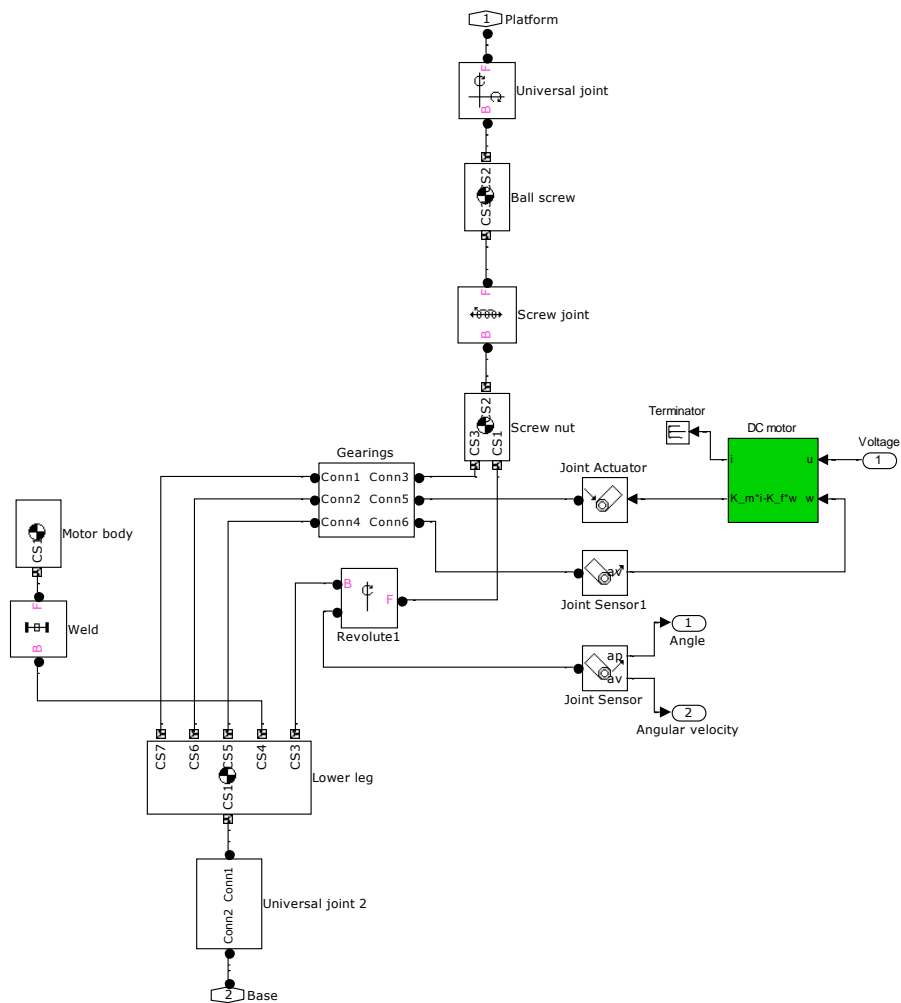 1 Platform
F
B
Universal joint
CS2
CS3
Ball screw
F
B
Screw joint
CS2
CS3 CS1
Screw nut
Terminator
DC motor
Voltage
i u
1
K_m*i-K_f*w w
Gearings
Joint Actuator
Conn1 Conn3
Conn2 Conn5
Conn4 Conn6
CS1
Motor body
av
Joint Sensor1
B
F
Revolute1
F
B
Weld
1
Angle
ap
av
Joint Sensor
2
Angular velocity
CS7 CS6 CS5 CS4 CS3
CS1
Lower leg
Conn1
Conn2
Universal joint 2
2 Base